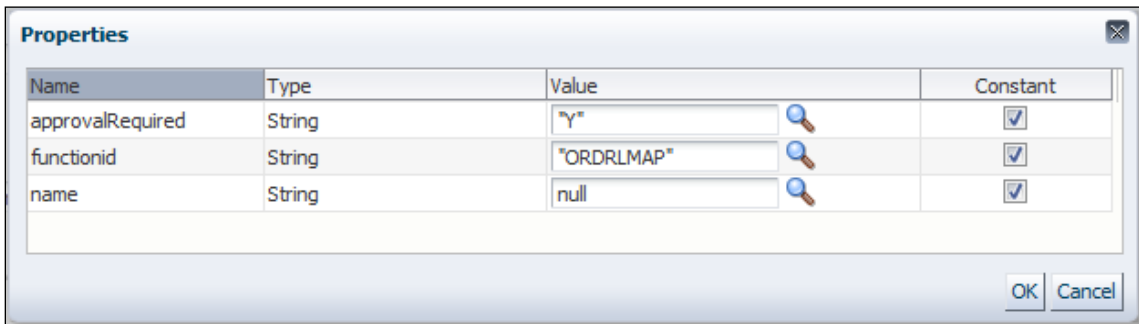 Properties
Name Type Value Constant
approvalRequired String "Y"
functionid String "ORDRLMAP"
name String null
OK Cancel